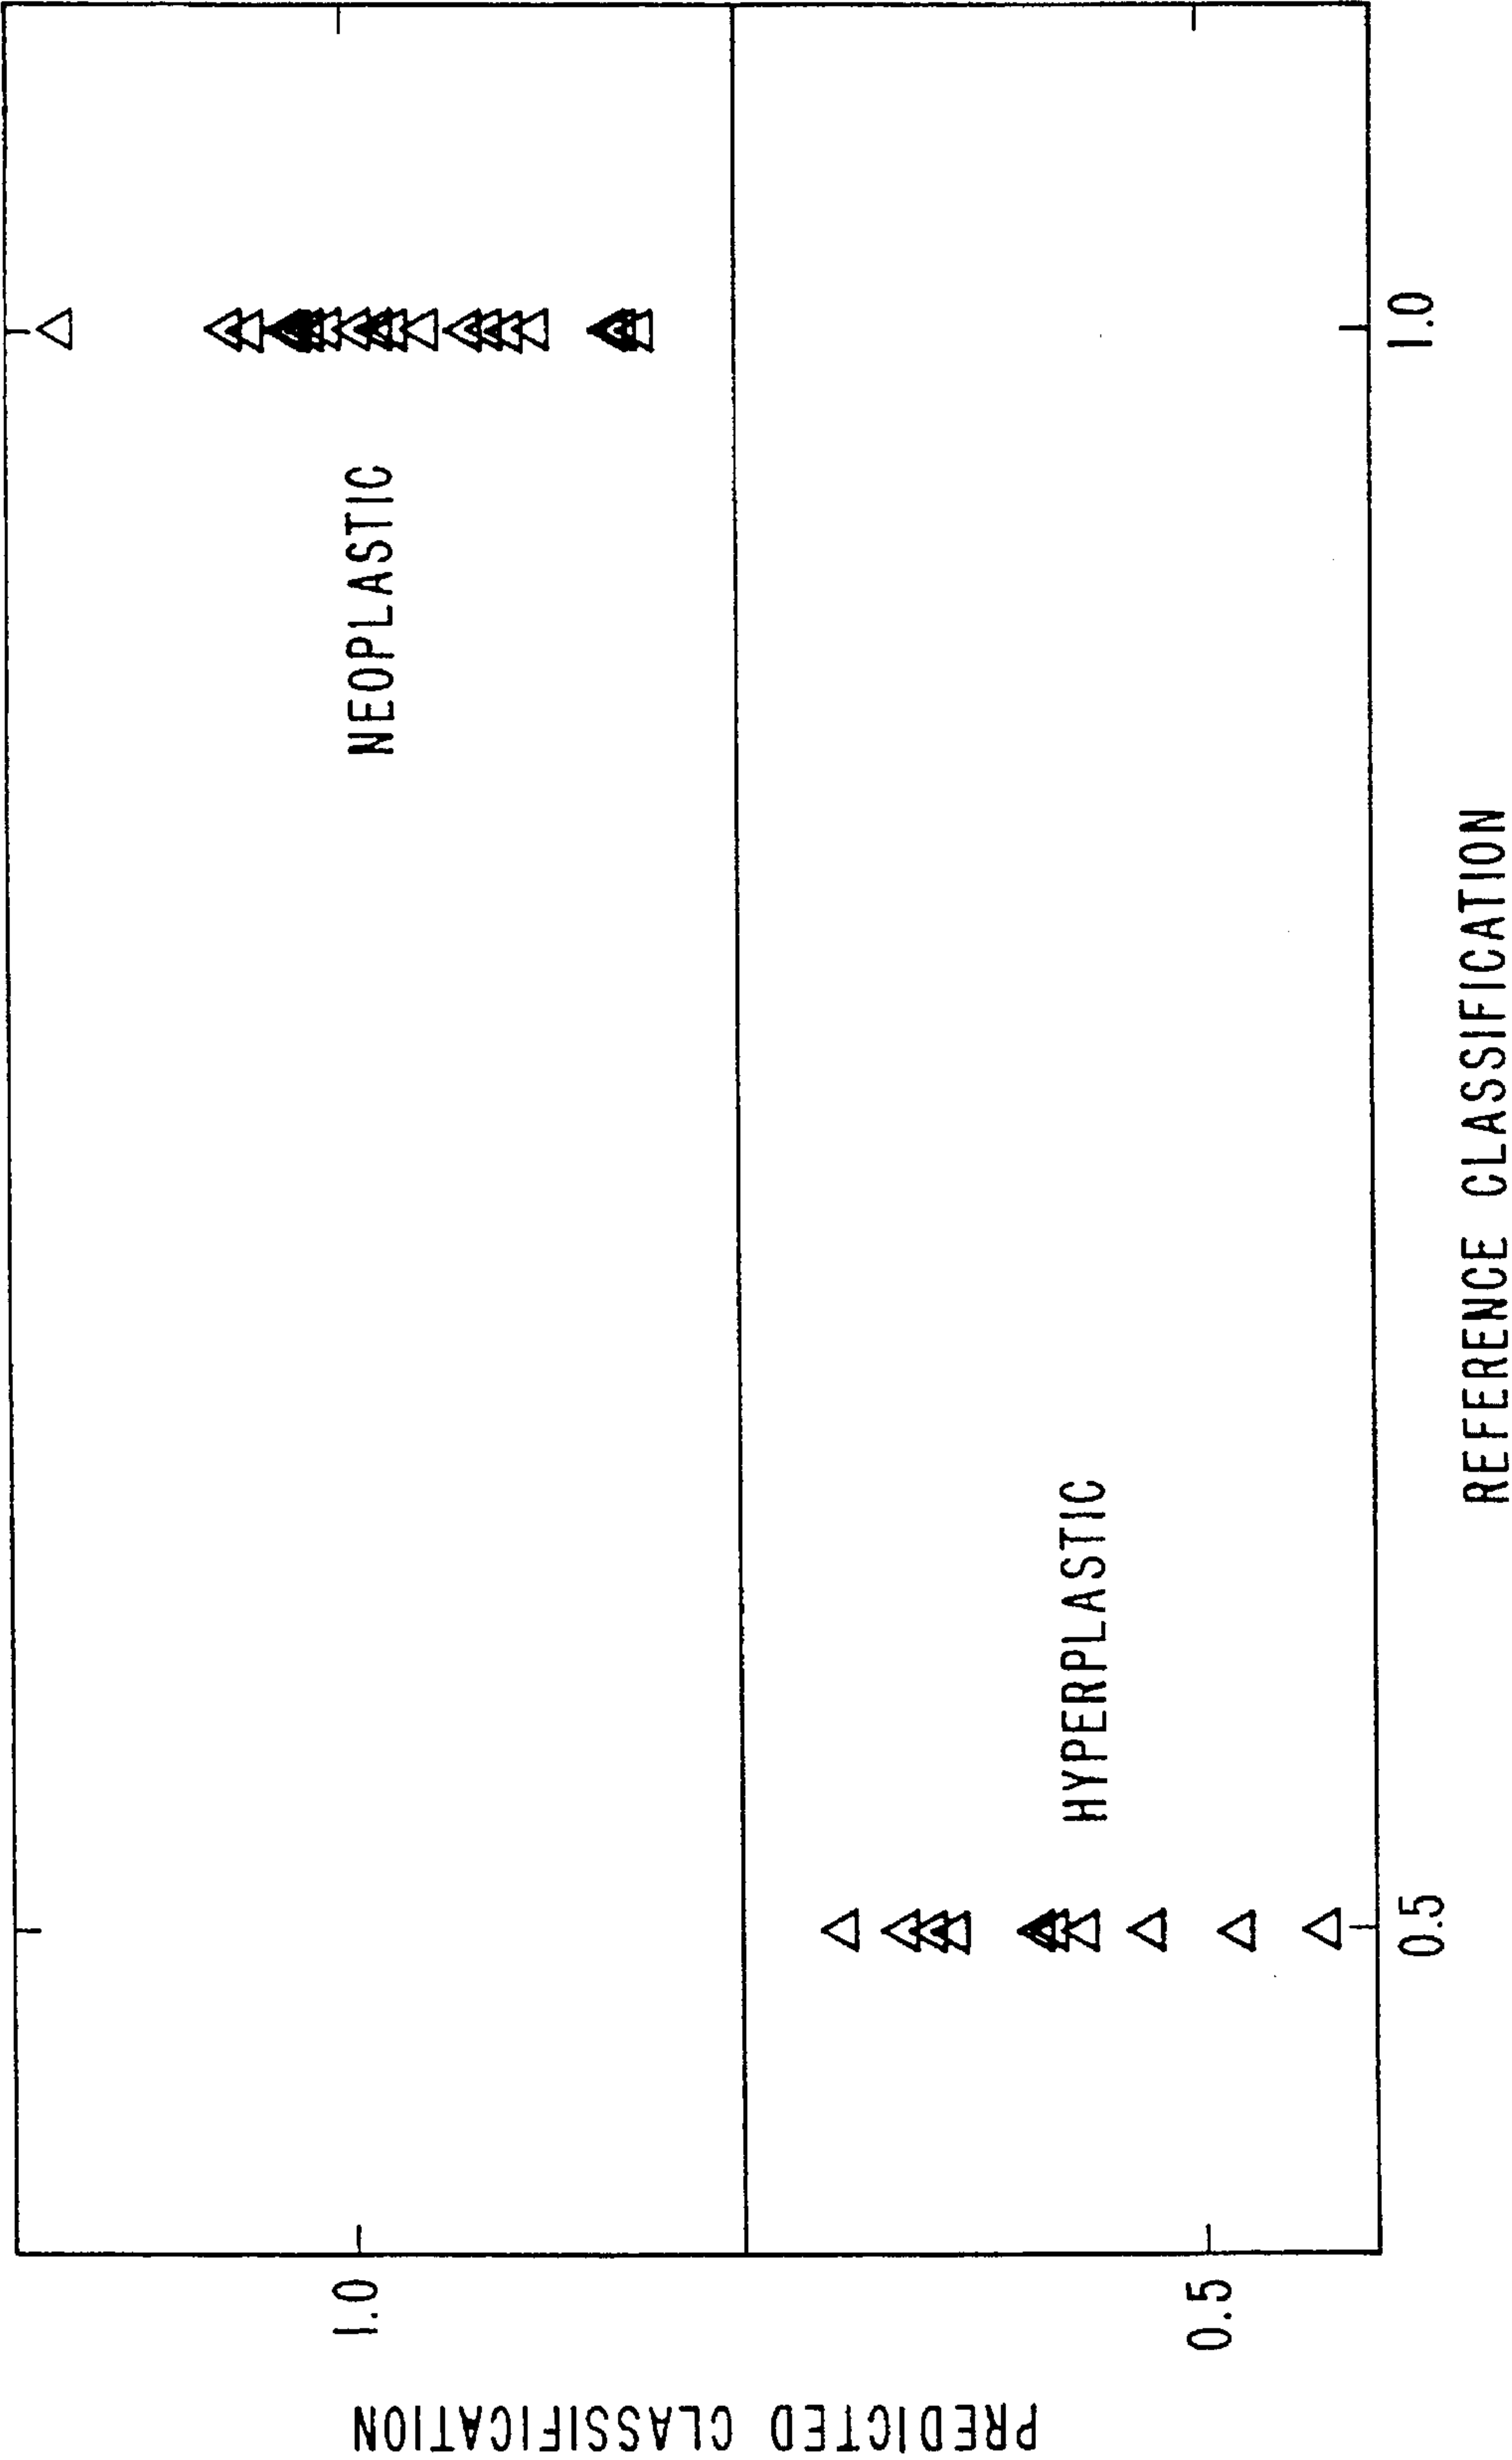 PREDICTED CLASSIFICATION
1.0
0.5
NEOPLASTIC
HYPERPLASTIC
0.5
1.0
REFERENCE CLASSIFICATION